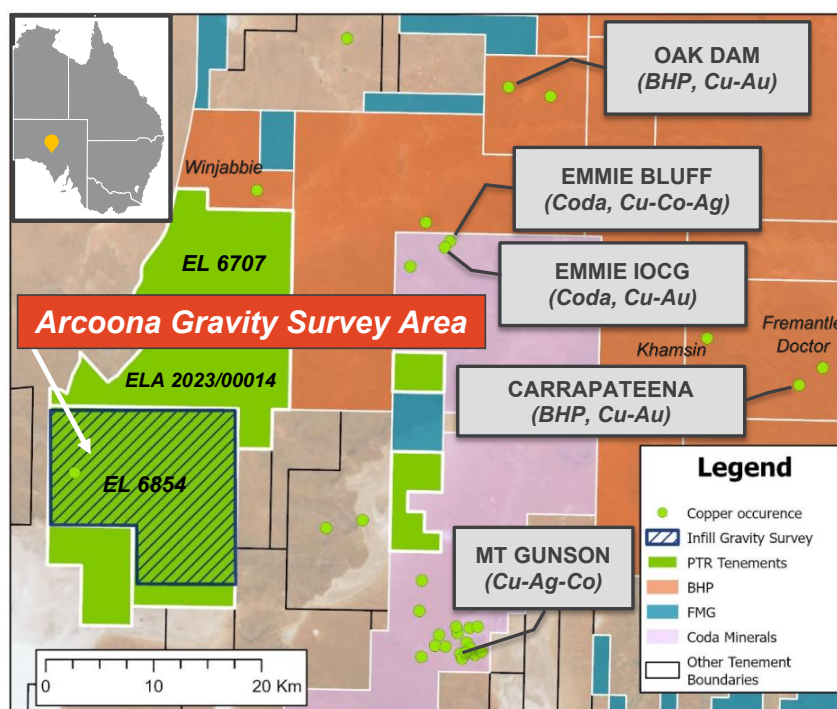 OAK DAM
(BHP, Cu-Au)
Winjabbie
EMMIE BLUFF
(Coda, Cu-Co-Ag)
EL 6707
EMMIE IOCG
(Coda, Cu-Au)
Arcoona Gravity Survey Area
Khamsin
Fremantle
Doctor
ELA 2023/00014
CARRAPATEENA
(BHP, Cu-Au)
EL 6854
MT GUNSON
(Cu-Ag-Co)
Legend
Copper occurence
Infill Gravity Survey
PTR Tenements
BHP
FMG
Coda Minerals
Other Tenement
Boundaries
0 10 20 Km